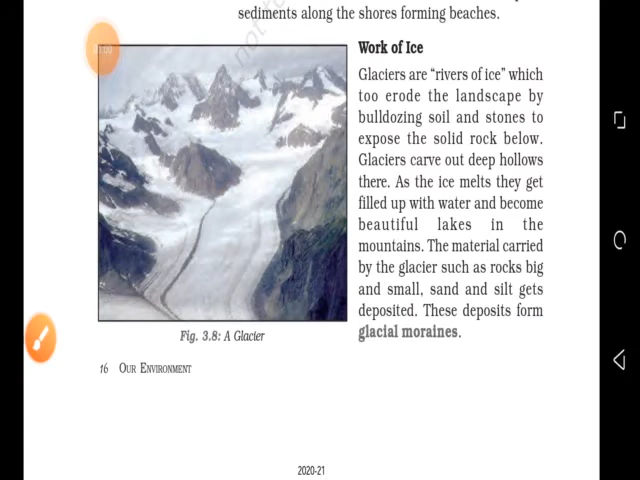 sediments along the shores forming beaches.
Work of Ice
Glaciers are “rivers of ice” which
too erode the landscape by
bulldozing soil and stones to
expose the solid rock below.
Glaciers carve out deep hollows
there. As the ice melts they get
filled up with water and become
beautiful lakes in the
mountains. The material carried
by the glacier such as rocks big
and small, sand and silt gets
deposited. These deposits form
glacial moraines.
Fig. 3.8: A Glacier
16 OUR ENVIRONMENT
2020-21